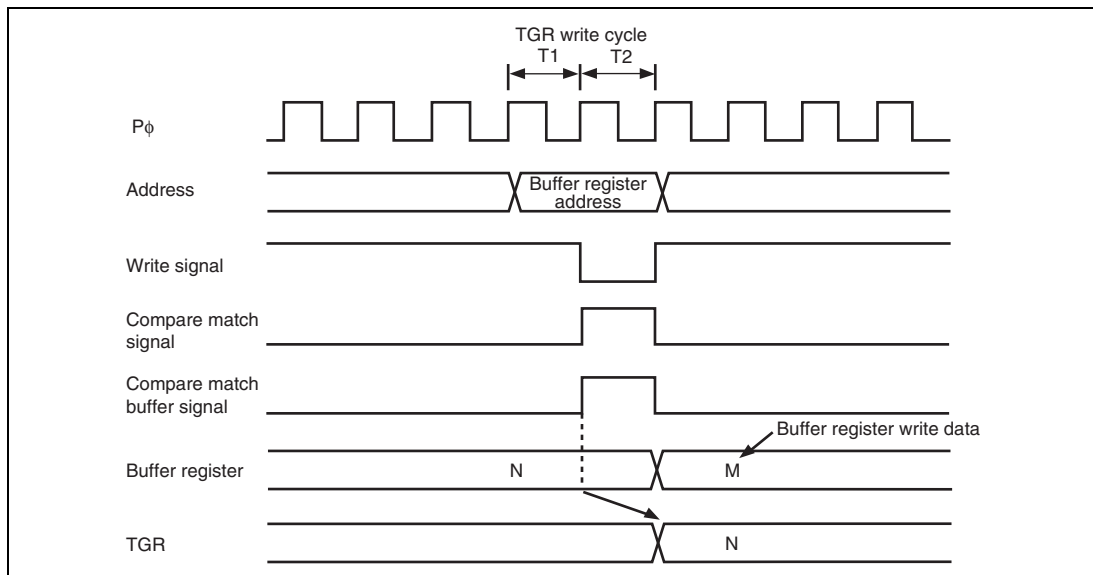 TGR write cycle
T1 T2
Pϕ
Address
Buffer register
address
Write signal
Compare match
signal
Compare match
buffer signal
Buffer register write data
Buffer register
N M
TGR
N